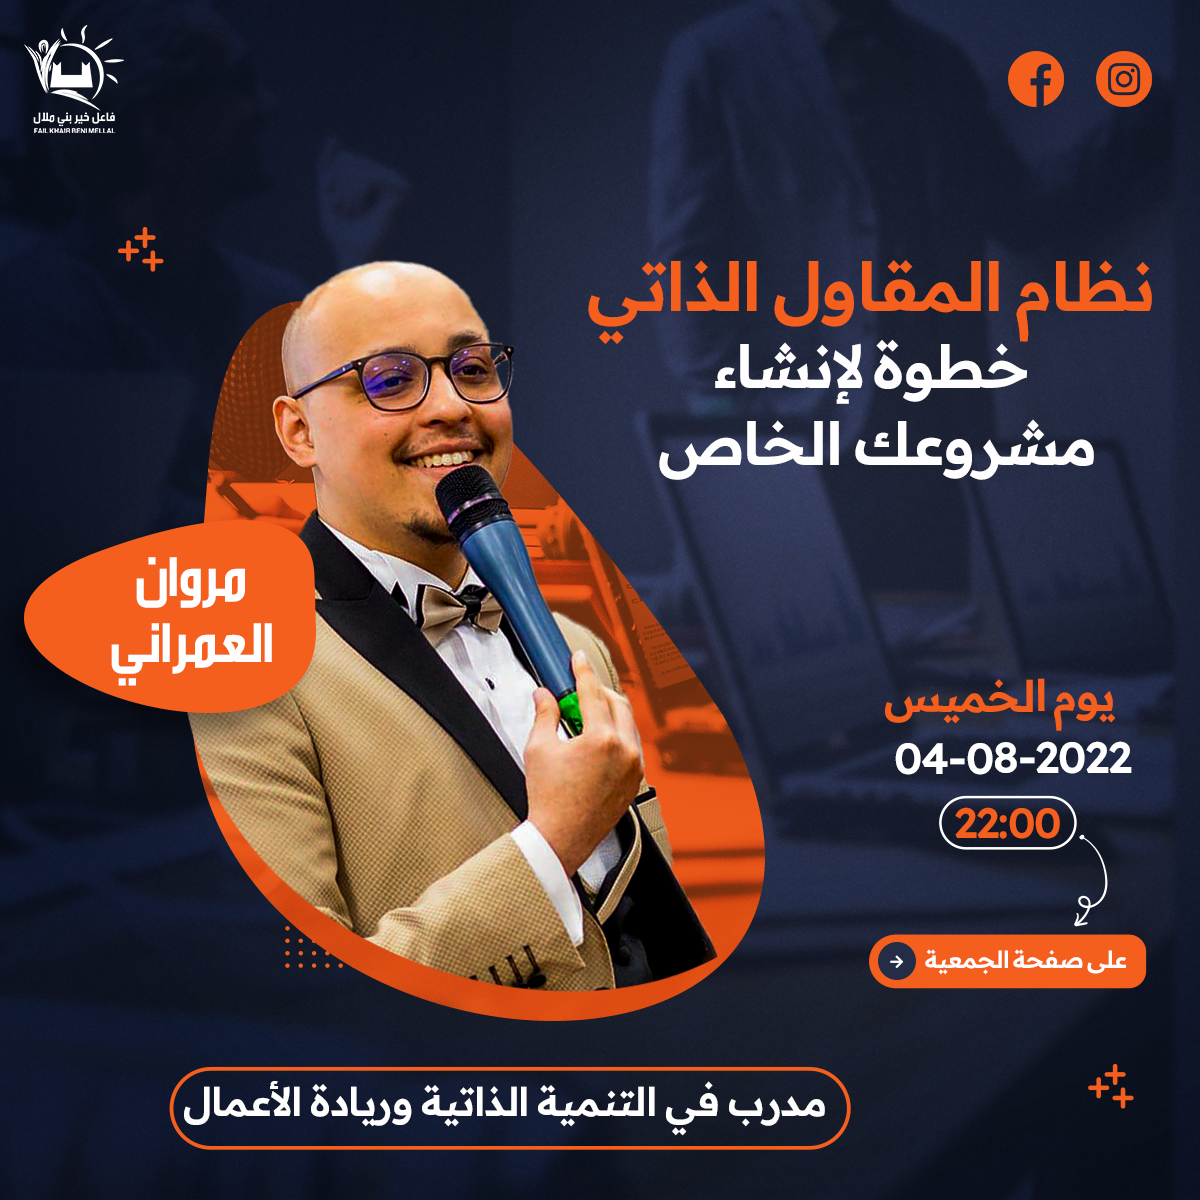 فاعل خير بني ملال
FAIL KHAIR BENI MELLAL
نظام المقاول الذاتي
خطوة لإنشاء
مشروعك الخاص
مروان
العمراني
يوم الخميس
04-08-2022
22:00
على صفحة الجمعية
مدرب في التنمية الذاتية وريادة الأعمال